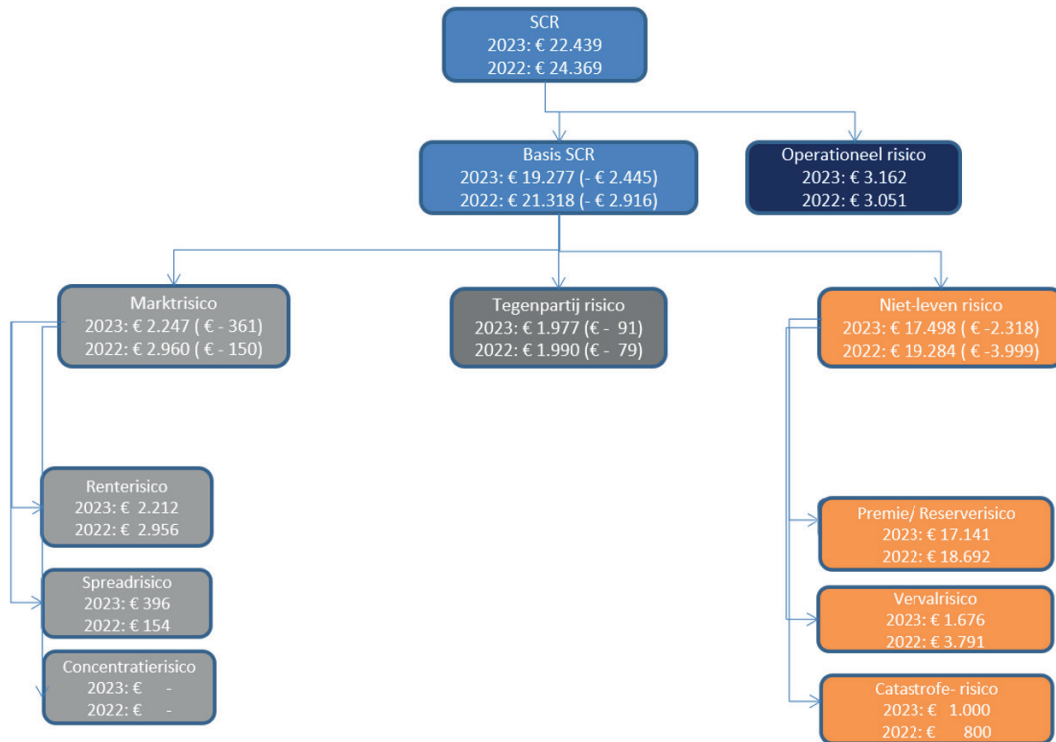 SCR
2023: € 22.439
2022: € 24.369
Basis SCR
2023: € 19.277 (- € 2.445)
2022: € 21.318 (- € 2.916)
Operationeel risico
2023: € 3.162
2022: € 3.051
Marktrisico
2023: € 2.247 ( € - 361)
2022: € 2.960 ( € - 150)
Tegenpartij risico
2023: € 1.977 (€ - 91)
2022: € 1.990 (€ - 79)
Niet-leven risico
2023: € 17.498 ( € -2.318)
2022: € 19.284 ( € -3.999)
Renterisico
2023: € 2.212
2022: € 2.956
Spreadrisico
2023: € 396
2022: € 154
Concentratierisico
2023: € -
2022: € -
Premie/ Reserverisico
2023: € 17.141
2022: € 18.692
Vervalrisico
2023: € 1.676
2022: € 3.791
Catastrofe- risico
2023: € 1.000
2022: € 800